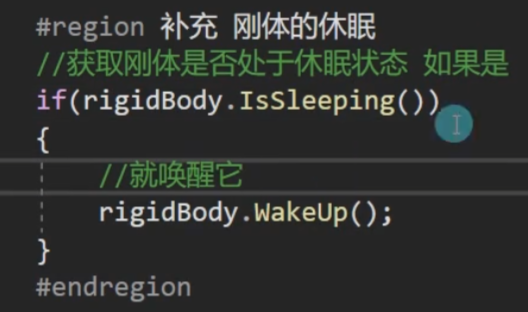 #region 补充 刚体的休眠
//获取刚体是否处于休眠状态 如果是
if(rigidBody.IsSleeping())
{
//就唤醒它
rigidBody.WakeUp();
}
#endregion